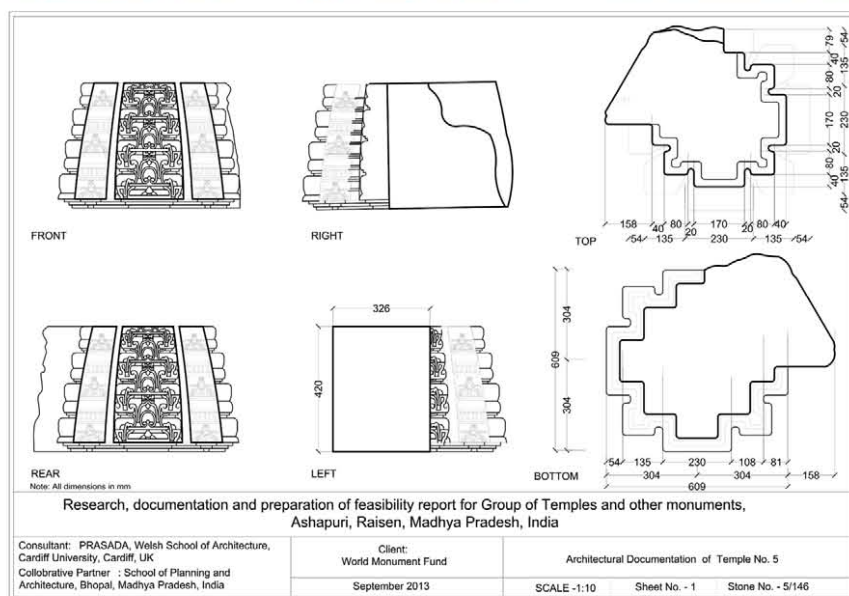 FRONT
RIGHT
TOP
79
54
40
135
80
20
170
230
20
80
135
40
54
158
40
80
20
170
20
80
40
54
135
230
135
54
REAR
Note: All dimensions in mm
326
420
LEFT
304
609
304
BOTTOM
54
135
230
108
81
304
304
158
609
Research, documentation and preparation of feasibility report for Group of Temples and other monuments,
Ashapuri, Raisen, Madhya Pradesh, India
Consultant: PRASADA, Welsh School of Architecture,
Cardiff University, Cardiff, UK
Collobrative Partner : School of Planning and
Architecture, Bhopal, Madhya Pradesh, India
Client:
World Monument Fund
September 2013
Architectural Documentation of Temple No. 5
SCALE -1:10 Sheet No. - 1 Stone No. - 5/146